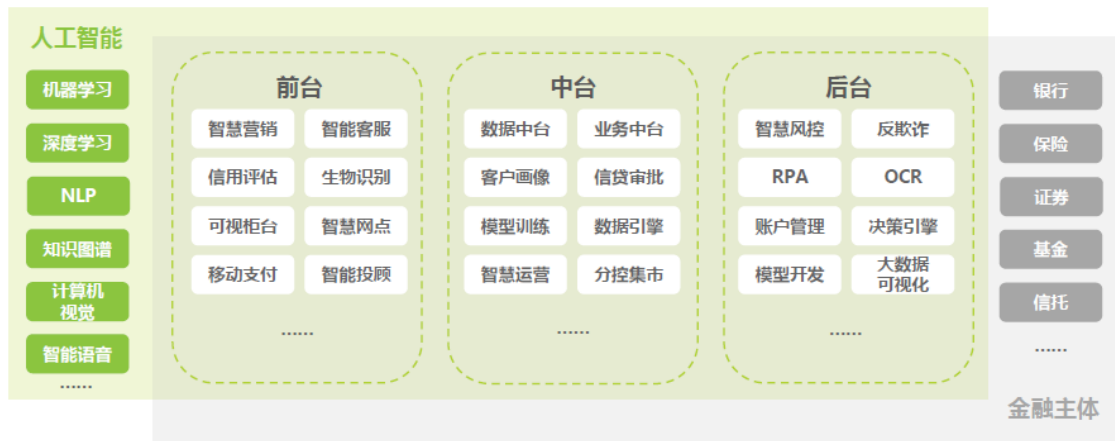 人工智能
机器学习
深度学习
NLP
知识图谱
计算机
视觉
智能语音
……
前台
智慧营销 智能客服
信用评估 生物识别
可视柜台 智慧网点
移动支付 智能投顾
……
中台
数据中台 业务中台
客户画像 信贷审批
模型训练 数据引擎
智慧运营 分控集市
……
后台
智慧风控 反欺诈
RPA OCR
账户管理 决策引擎
模型开发 大数据
可视化
……
银行
保险
证券
基金
信托
……
金融主体